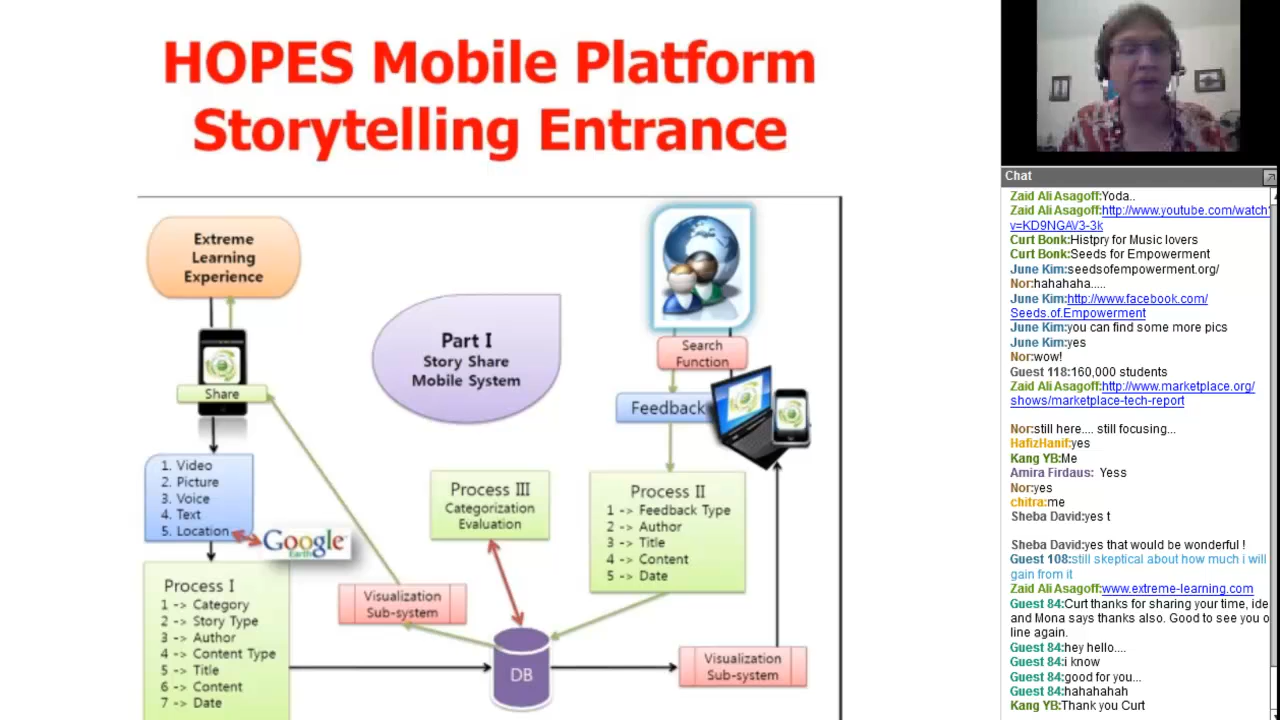 HOPES Mobile Platform
Storytelling Entrance
Extreme
Learning
Experience
Share
1. Video
2. Picture
3. Voice
4. Text
5. Location
Google
Earth
Process I
1 -> Category
2 -> Story Type
3 -> Author
4 -> Content Type
5 -> Title
6 -> Content
7 -> Date
Part I
Story Share
Mobile System
Process III
Categorization
Evaluation
Visualization
Sub-system
DB
Search
Function
Feedback
Process II
1 -> Feedback Type
2 -> Author
3 -> Title
4 -> Content
5 -> Date
Visualization
Sub-system
Chat
Zaid Ali Asagoff:Yoda..
Zaid Ali Asagoff:http://www.youtube.com/watch?
v=KD9NGAV3-3k
Curt Bonk:Histpry for Music lovers
Curt Bonk:Seeds for Empowerment
June Kim:seedsofempowerment.org/
Nor:hahahaha.....
June Kim:http://www.facebook.com/
Seeds.of.Empowerment
June Kim:you can find some more pics
June Kim:yes
Nor:wow!
Guest 118:160,000 students
Zaid Ali Asagoff:http://www.marketplace.org/
shows/marketplace-tech-report
Nor:still here.... still focusing...
HafizHanif:yes
Kang YB:Me
Amira Firdaus: Yess
Nor:yes
chitra:me
Sheba David:yes t
Sheba David:yes that would be wonderful !
Guest 108:still skeptical about how much i will
gain from it
Zaid Ali Asagoff:www.extreme-learning.com
Guest 84:Curt thanks for sharing your time, ide
and Mona says thanks also. Good to see you o
line again.
Guest 84:hey hello....
Guest 84:i know
Guest 84:good for you...
Guest 84:hahahahah
Kang YB:Thank you Curt